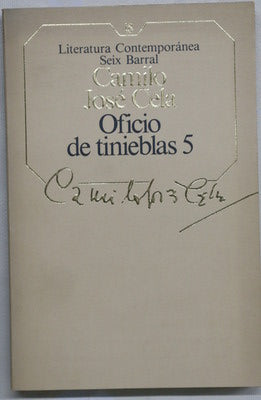 Literatura Contemporánea
Seix Barral
Camilo
José Cela
Oficio
de tinieblas 5
Camilo José Cela